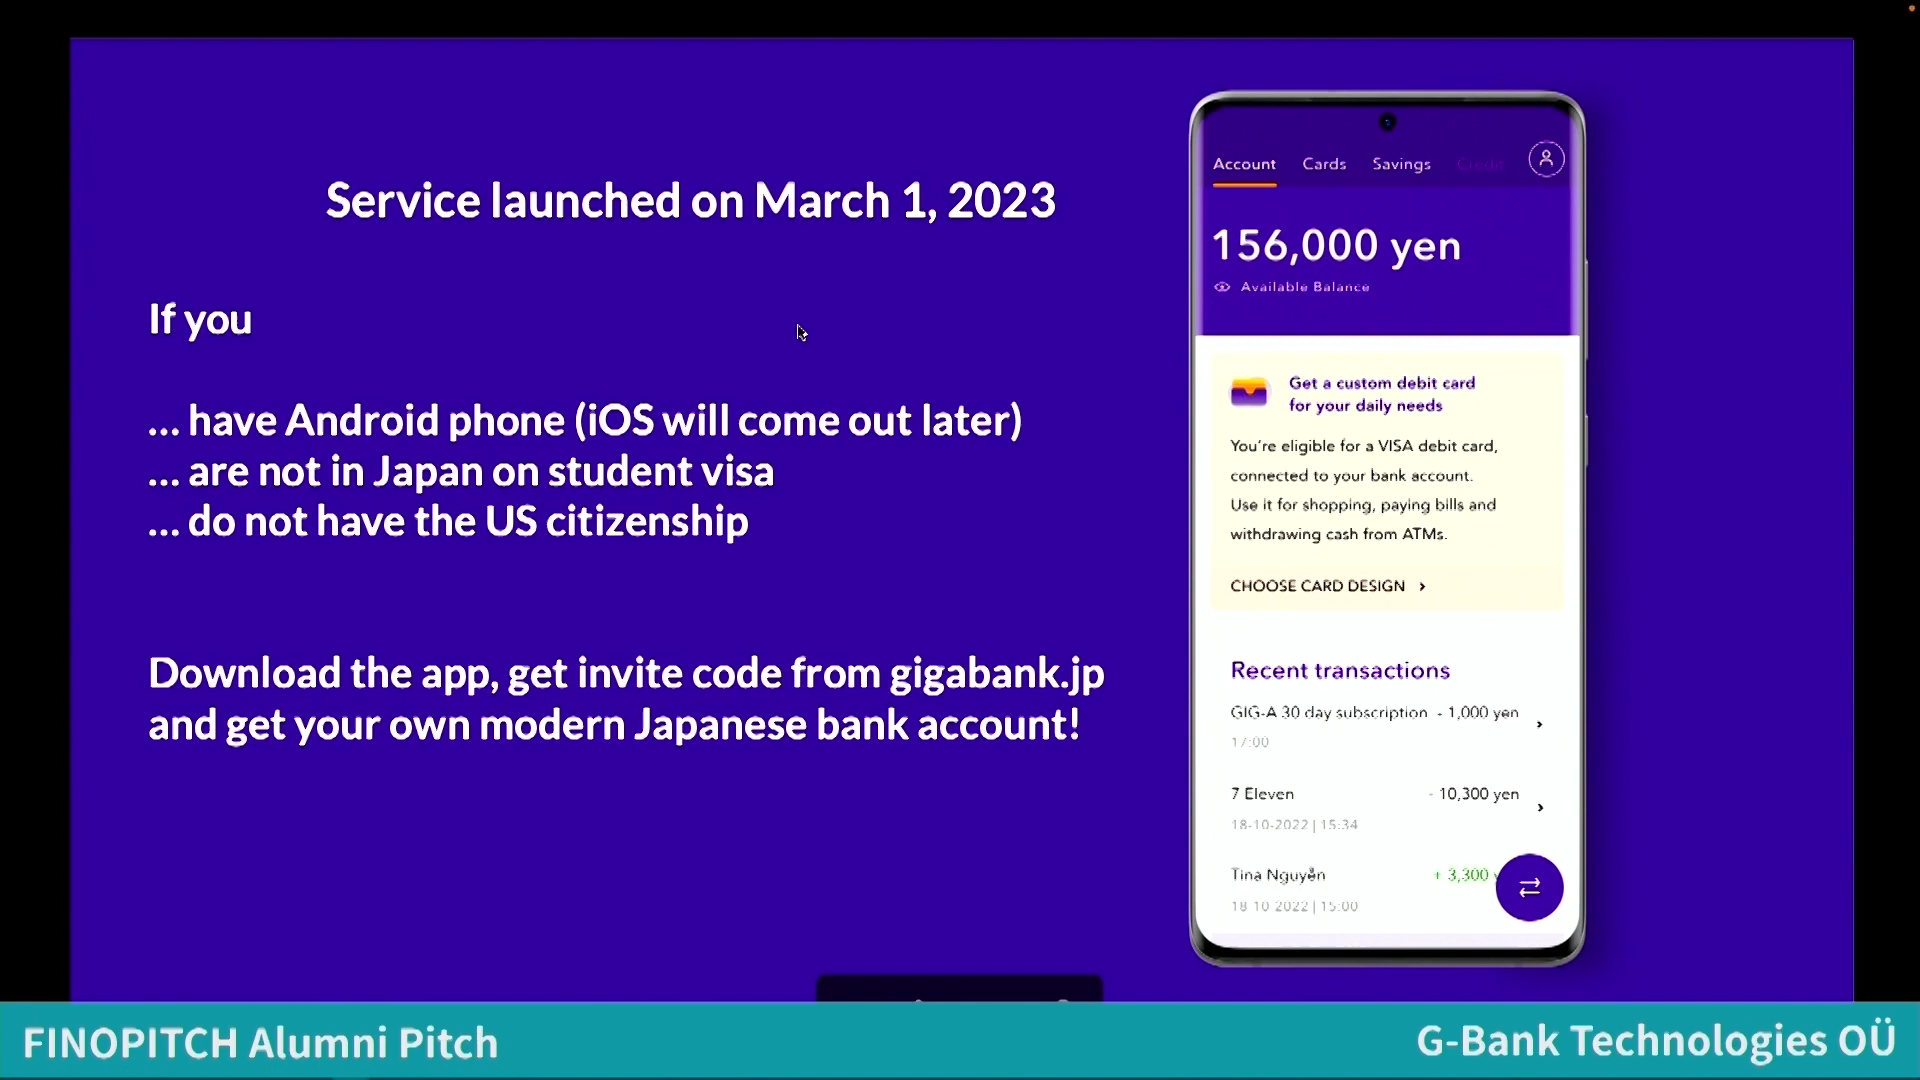 Service launched on March 1, 2023
If you
... have Android phone (iOS will come out later)
... are not in Japan on student visa
... do not have the US citizenship
Download the app, get invite code from gigabank.jp
and get your own modern Japanese bank account!
Account Cards Savings Credit
156,000 yen
Available Balance
Get a custom debit card
for your daily needs
You're eligible for a VISA debit card,
connected to your bank account.
Use it for shopping, paying bills and
withdrawing cash from ATMs.
CHOOSE CARD DESIGN >
Recent transactions
GIG-A 30 day subscription - 1,000 yen
17:00
7 Eleven - 10,300 yen
18-10-2022 | 15:34
Tina Nguyễn + 3,300
18-10-2022 | 15:00
FINOPITCH Alumni Pitch
G-Bank Technologies OÜ